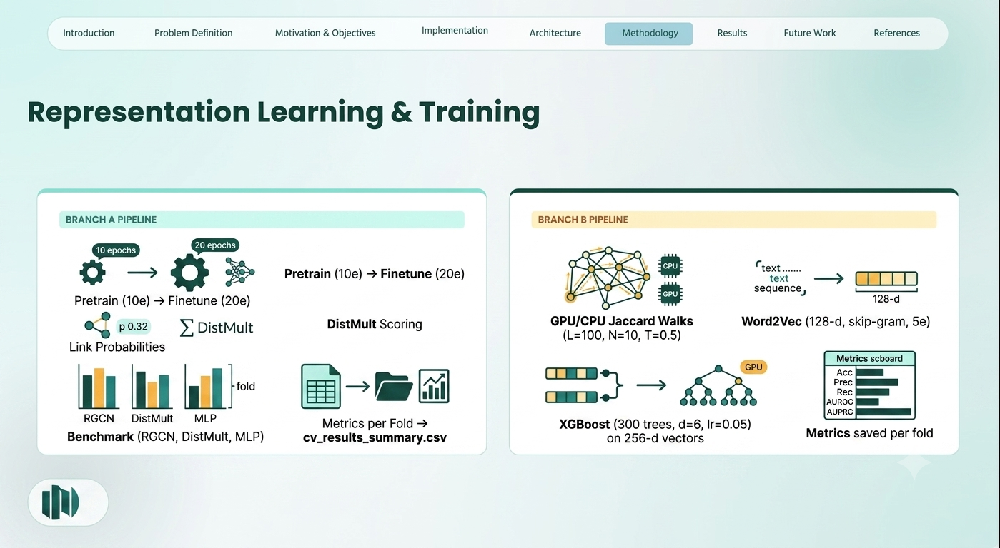 Introduction
Problem Definition
Motivation & Objectives
Implementation
Architecture
Methodology
Results
Future Work
References
Representation Learning & Training
BRANCH A PIPELINE
10 epochs
20 epochs
Pretrain (10e) → Finetune (20e)
Pretrain (10e) → Finetune (20e)
p 0.32
Link Probabilities
∑ DistMult
DistMult Scoring
RGCN
DistMult
MLP
fold
Benchmark (RGCN, DistMult, MLP)
Metrics per Fold →
cv_results_summary.csv
BRANCH B PIPELINE
CPU
GPU
GPU/CPU Jaccard Walks
(L=100, N=10, T=0.5)
text .......
text
sequence
128-d
Word2Vec (128-d, skip-gram, 5e)
GPU
XGBoost (300 trees, d=6, lr=0.05)
on 256-d vectors
Metrics scboard
Acc
Prec
Rec
AUROC
AUPRC
Metrics saved per fold